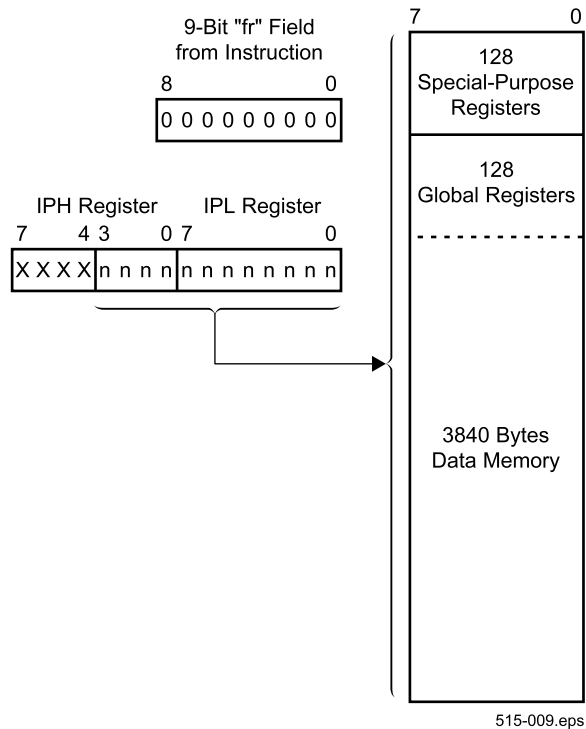 9-Bit "fr" Field
from Instruction
8 0
0 0 0 0 0 0 0 0 0
IPH Register IPL Register
7 4 3 0 7 0
X X X X n n n n n n n n n n n n
7 0
128
Special-Purpose
Registers
128
Global Registers
3840 Bytes
Data Memory
515-009.eps